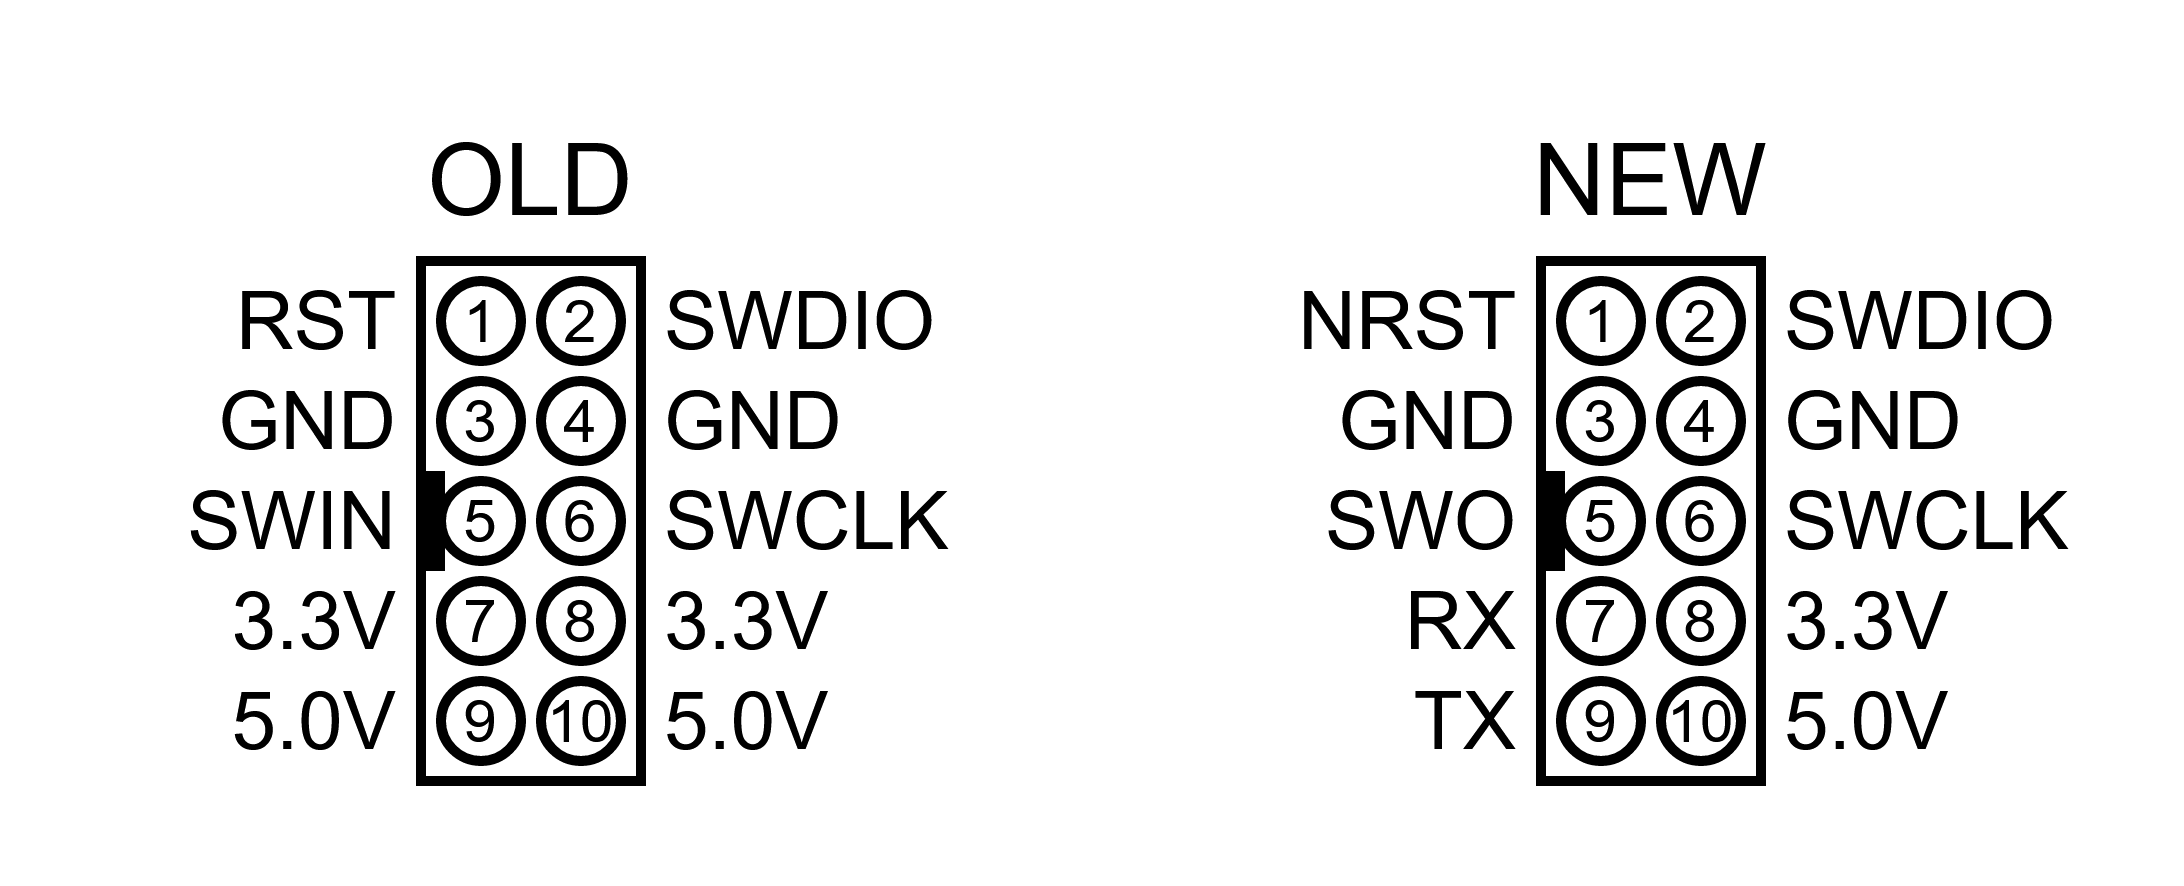 OLD
RST 1 2 SWDIO
GND 3 4 GND
SWIN 5 6 SWCLK
3.3V 7 8 3.3V
5.0V 9 10 5.0V
NEW
NRST 1 2 SWDIO
GND 3 4 GND
SWO 5 6 SWCLK
RX 7 8 3.3V
TX 9 10 5.0V